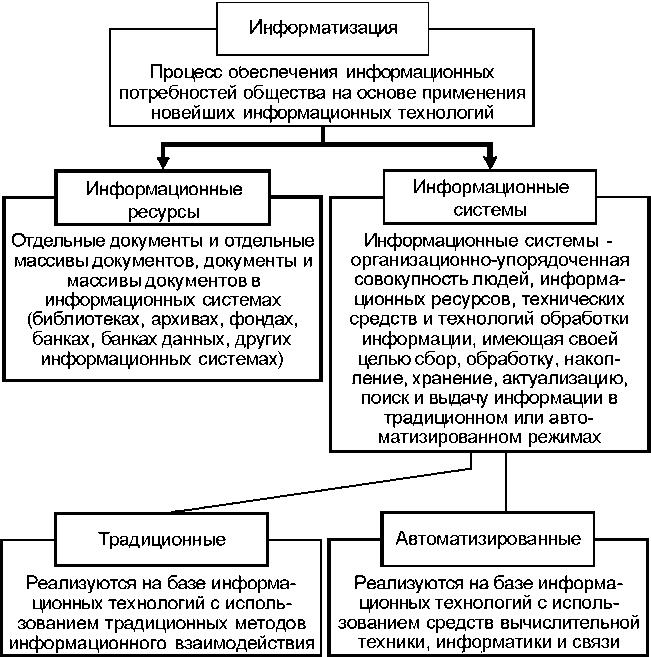 Информатизация
Процесс обеспечения информационных
потребностей общества на основе применения
новейших информационных технологий
Информационные
ресурсы
Отдельные документы и отдельные
массивы документов, документы и
массивы документов в
информационных системах
(библиотеках, архивах, фондах,
банках, банках данных, других
информационных системах)
Информационные
системы
Информационные системы -
организационно-упорядоченная
совокупность людей, информа-
ционных ресурсов, технических
средств и технологий обработки
информации, имеющая своей
целью сбор, обработку, накоп-
ление, хранение, актуализацию,
поиск и выдачу информации в
традиционном или авто-
матизированном режимах
Традиционные
Реализуются на базе информа-
ционных технологий с исполь-
зованием традиционных методов
информационного взаимодействия
Автоматизированные
Реализуются на базе информа-
ционных технологий с исполь-
зованием средств вычислительной
техники, информатики и связи